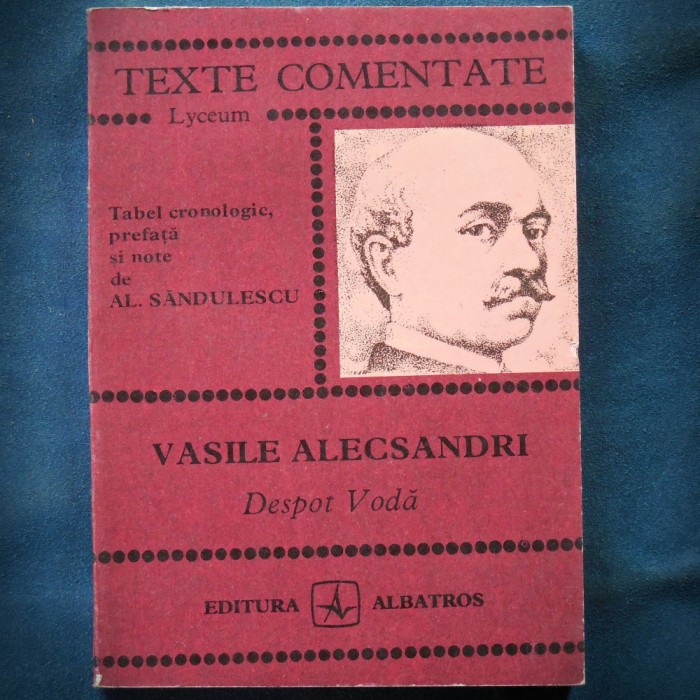 TEXTE COMENTATE
Lyceum
Tabel cronologic,
prefață
și note
de
AL. SĂNDULESCU
VASILE ALECSANDRI
Despot Vodă
EDITURA ALBATROS